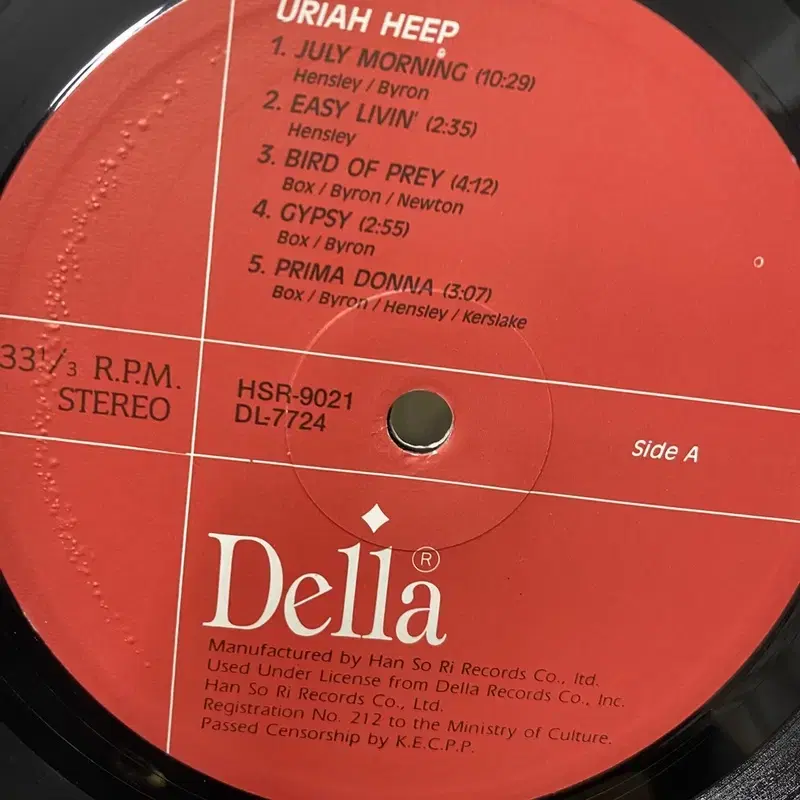 URIAH HEEP
1. JULY MORNING (10:29)
Hensley / Byron
2. EASY LIVIN' (2:35)
Hensley
3. BIRD OF PREY (4:12)
Box / Byron / Newton
4. GYPSY (2:55)
Box / Byron
5. PRIMA DONNA (3:07)
Box / Byron / Hensley / Kerslake
33 1/3 R.P.M.
STEREO
HSR-9021
DL-7724
Side A
Della ®
Manufactured by Han So Ri Records Co., ltd.
Used Under License from Della Records Co., Inc.
Han So Ri Records Co., Ltd.
Registration No. 212 to the Ministry of Culture.
Passed Censorship by K.E.C.P.P.